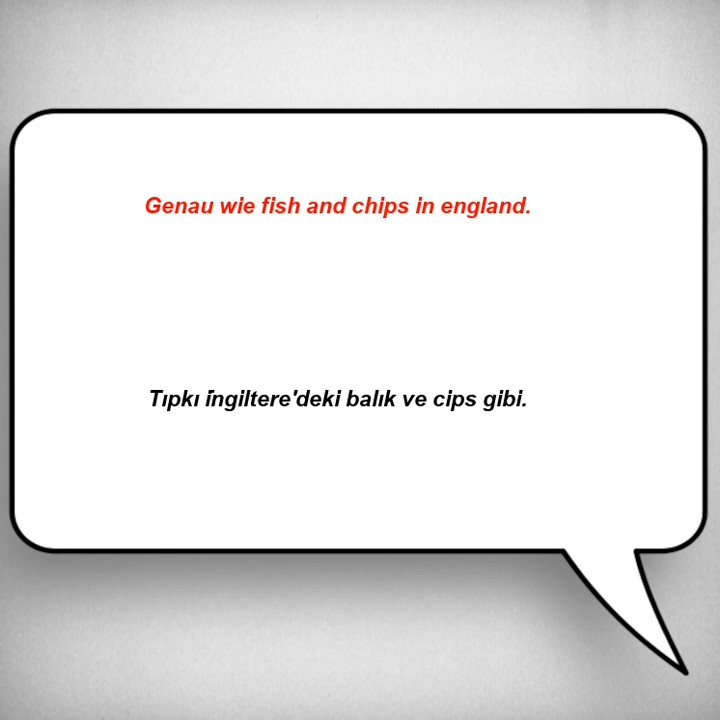 Genau wie fish and chips in england.
Tıpkı i̇ngiltere'deki balık ve cips gibi.